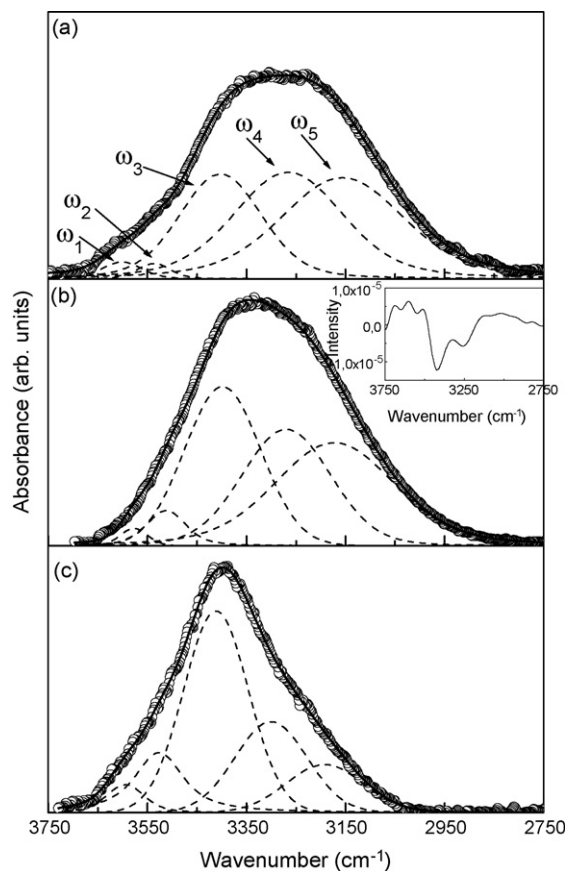 (a)
ω3
ω4
ω5
ω2
ω1
(b)
1,0x10-5
0,0
1,0x10-5
Intensity
3750 3250 2750
Wavenumber (cm-1)
Absorbance (arb. units)
(c)
3750 3550 3350 3150 2950 2750
Wavenumber (cm-1)